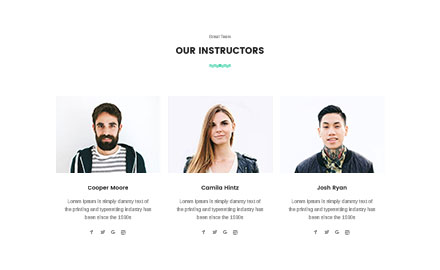 Great Team
OUR INSTRUCTORS
Cooper Moore
Lorem Ipsum is simply dummy text of
the printing and typesetting industry has
been since the 1500s
Camila Hintz
Lorem Ipsum is simply dummy text of
the printing and typesetting industry has
been since the 1500s
Josh Ryan
Lorem Ipsum is simply dummy text of
the printing and typesetting industry has
been since the 1500s